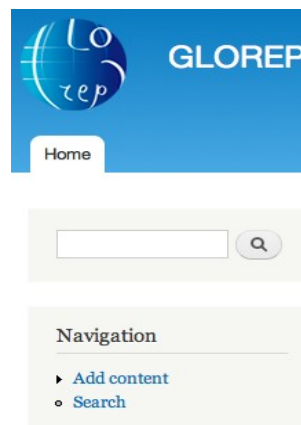 Lo
rep
GLOREP
Home
Navigation
Add content
Search